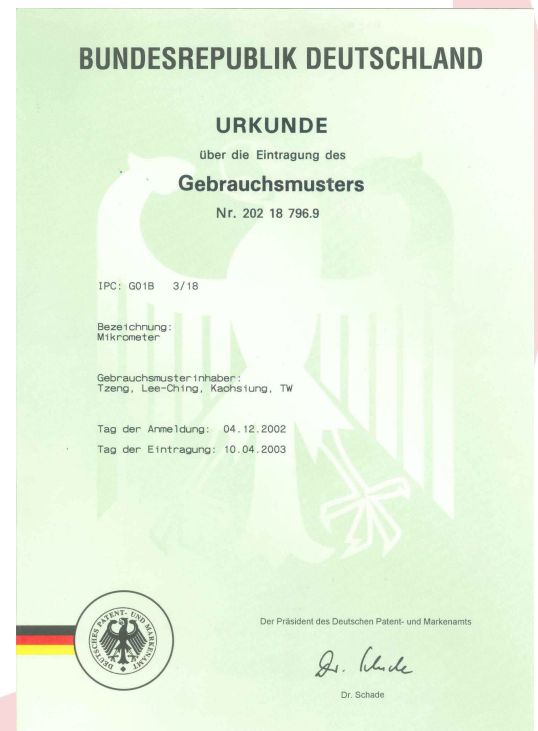 BUNDESREPUBLIK DEUTSCHLAND
URKUNDE
über die Eintragung des
Gebrauchsmusters
Nr. 202 18 796.9
IPC: G01B 3/18
Bezeichnung:
Mikrometer
Gebrauchsmusterinhaber:
Tzeng, Lee-Ching, Kaohsiung, TW
Tag der Anmeldung: 04.12.2002
Tag der Eintragung: 10.04.2003
DEUTSCHES PATENT- UND MARKENAMT
Der Präsident des Deutschen Patent- und Markenamts
Dr. Schade
Dr. Schade